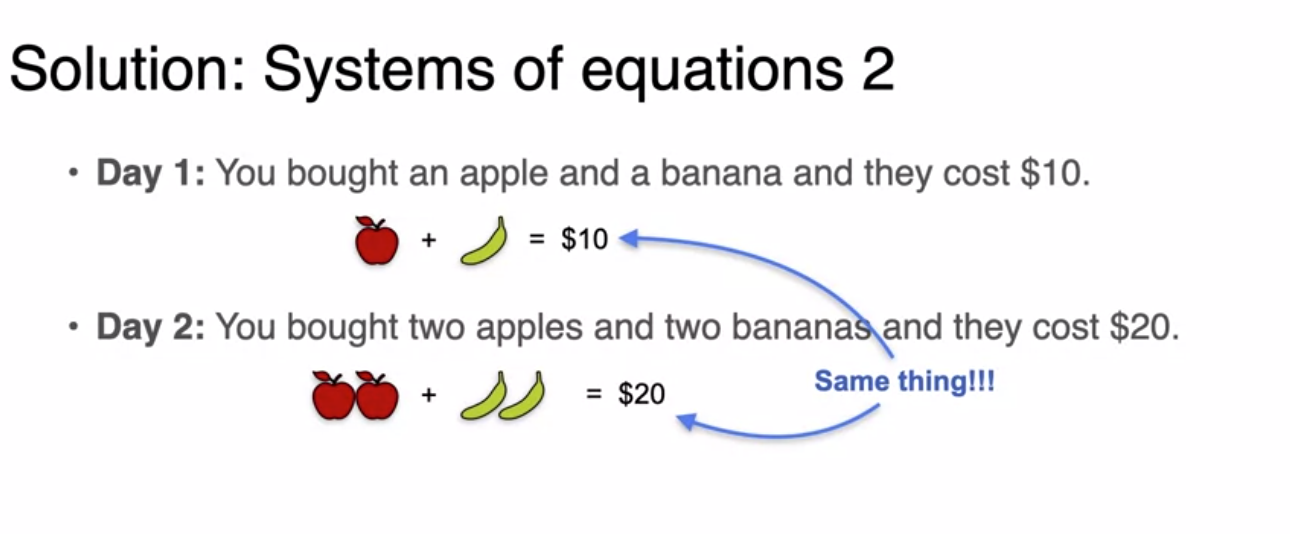 Solution: Systems of equations 2
• Day 1: You bought an apple and a banana and they cost $10.
+ = $10
• Day 2: You bought two apples and two bananas and they cost $20.
Same thing!!!
+ = $20